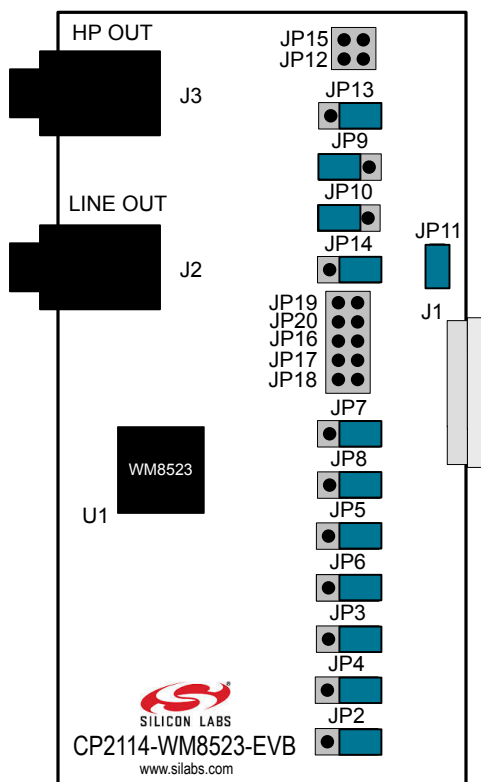 HP OUT
J3
JP15
JP12
JP13
JP9
JP10
LINE OUT
J2
JP14
JP11
J1
JP19
JP20
JP16
JP17
JP18
JP7
WM8523
U1
JP8
JP5
JP6
JP3
JP4
JP2
SILICON LABS
CP2114-WM8523-EVB
www.silabs.com